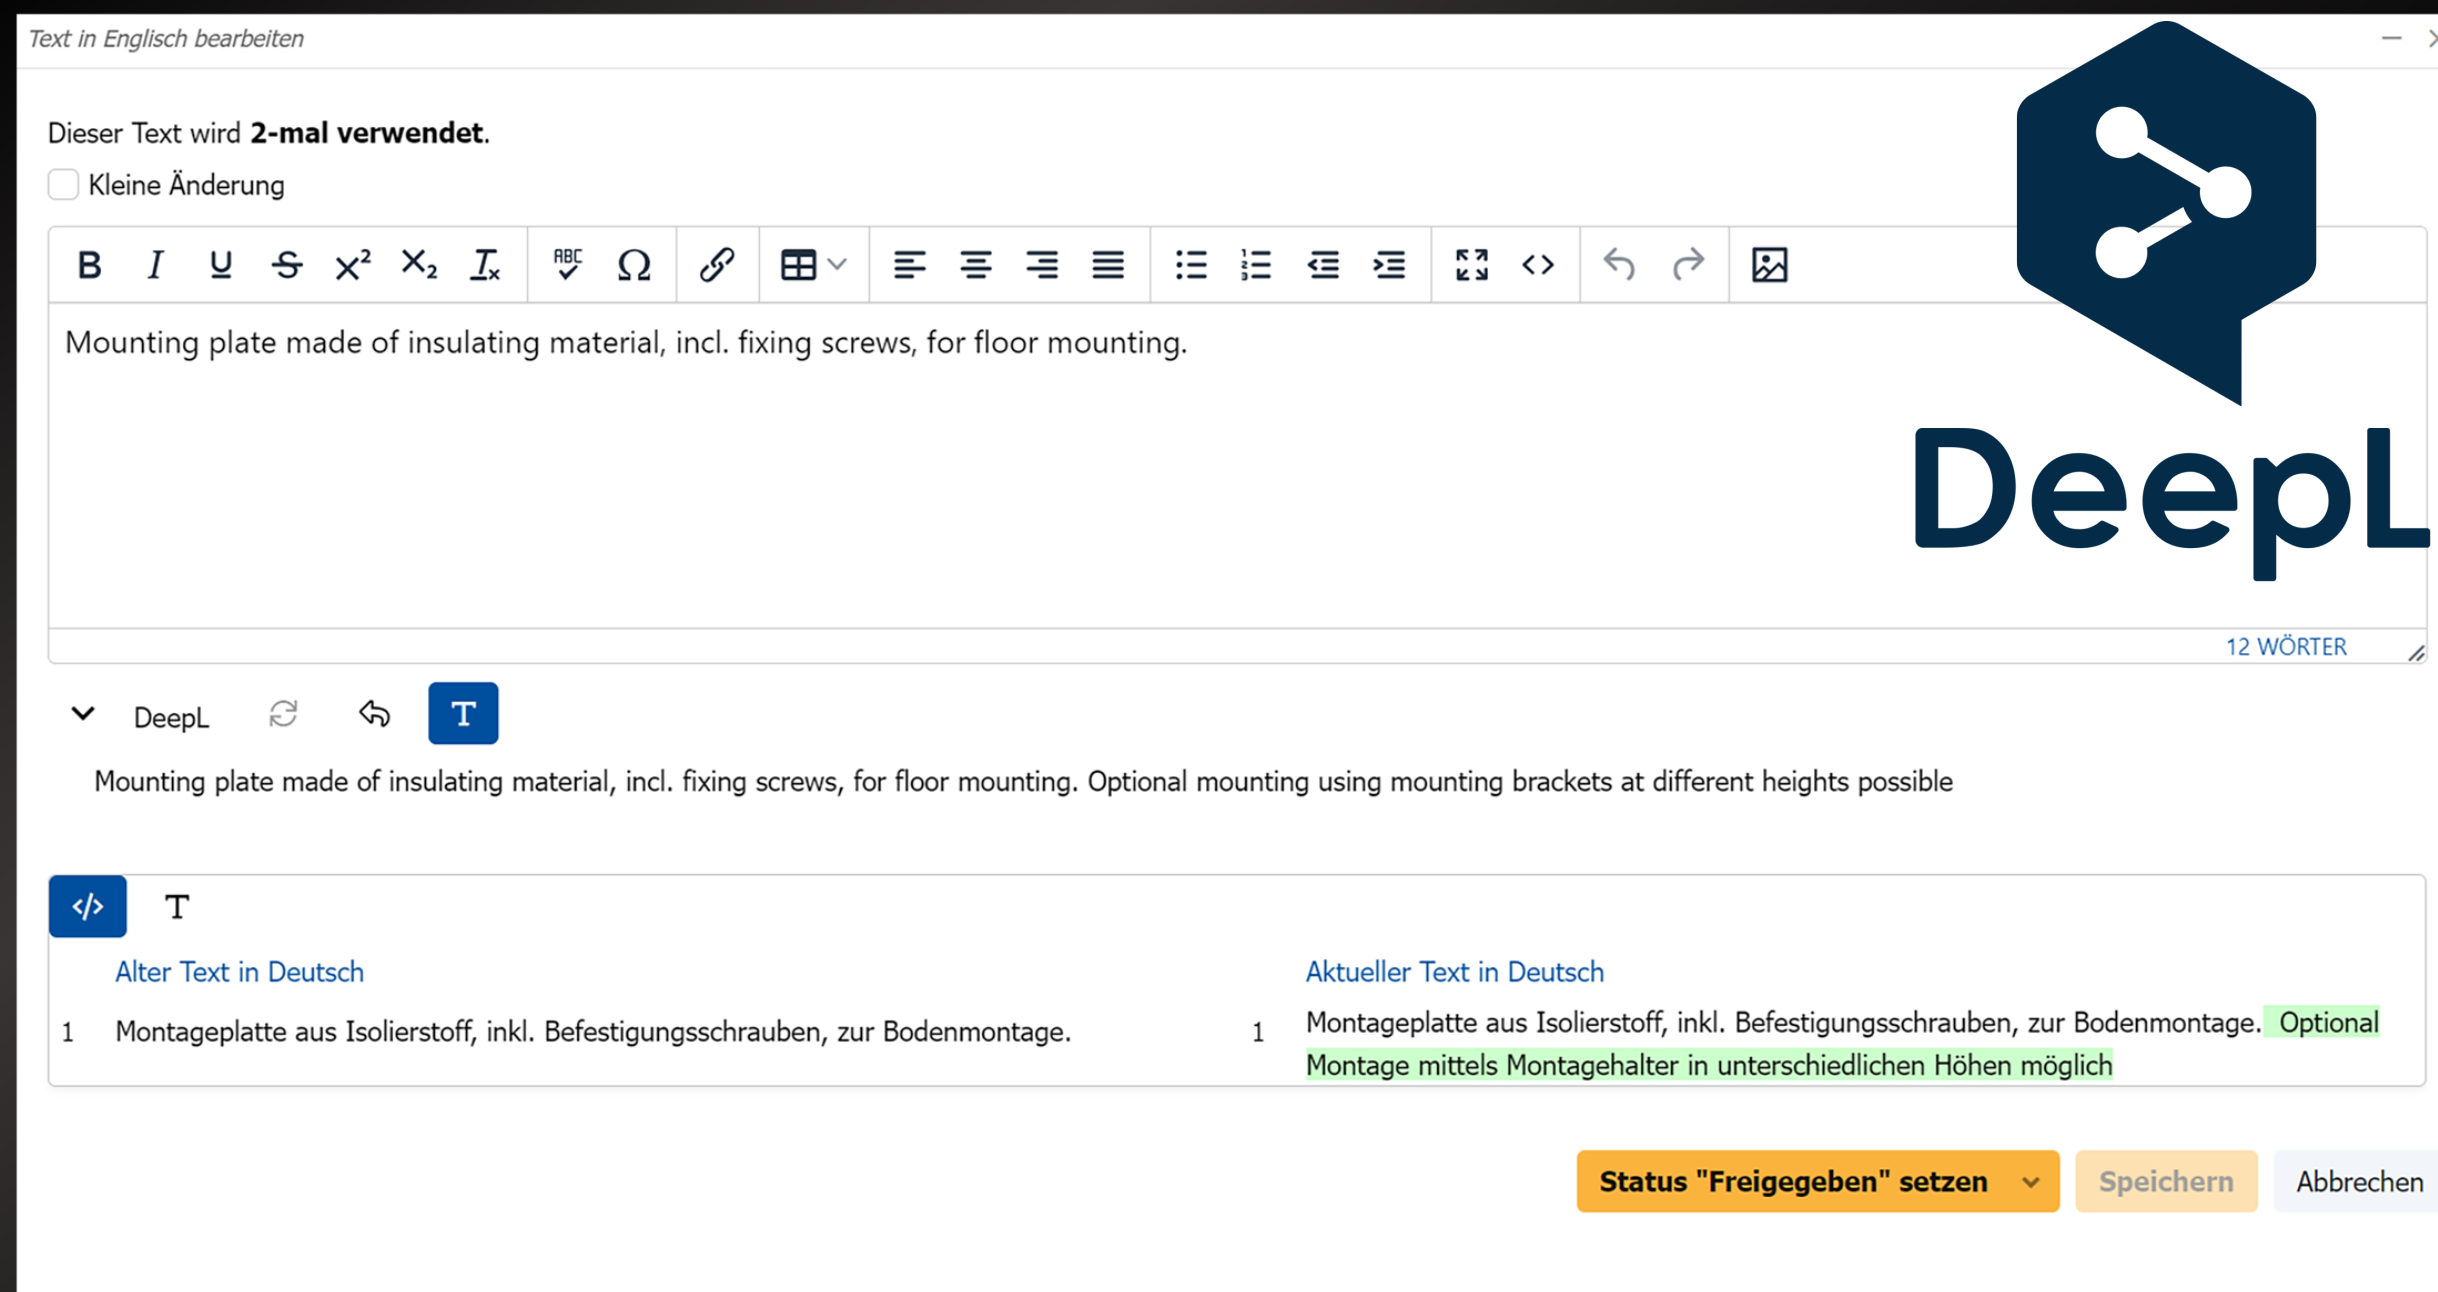 Text in Englisch bearbeiten
Dieser Text wird 2-mal verwendet.
Kleine Änderung
Mounting plate made of insulating material, incl. fixing screws, for floor mounting.
DeepL
12 WÖRTER
DeepL
Mounting plate made of insulating material, incl. fixing screws, for floor mounting. Optional mounting using mounting brackets at different heights possible
Alter Text in Deutsch
1 Montageplatte aus Isolierstoff, inkl. Befestigungsschrauben, zur Bodenmontage.
Aktueller Text in Deutsch
1 Montageplatte aus Isolierstoff, inkl. Befestigungsschrauben, zur Bodenmontage. Optional
Montage mittels Montagehalter in unterschiedlichen Höhen möglich
Status "Freigegeben" setzen
Speichern
Abbrechen